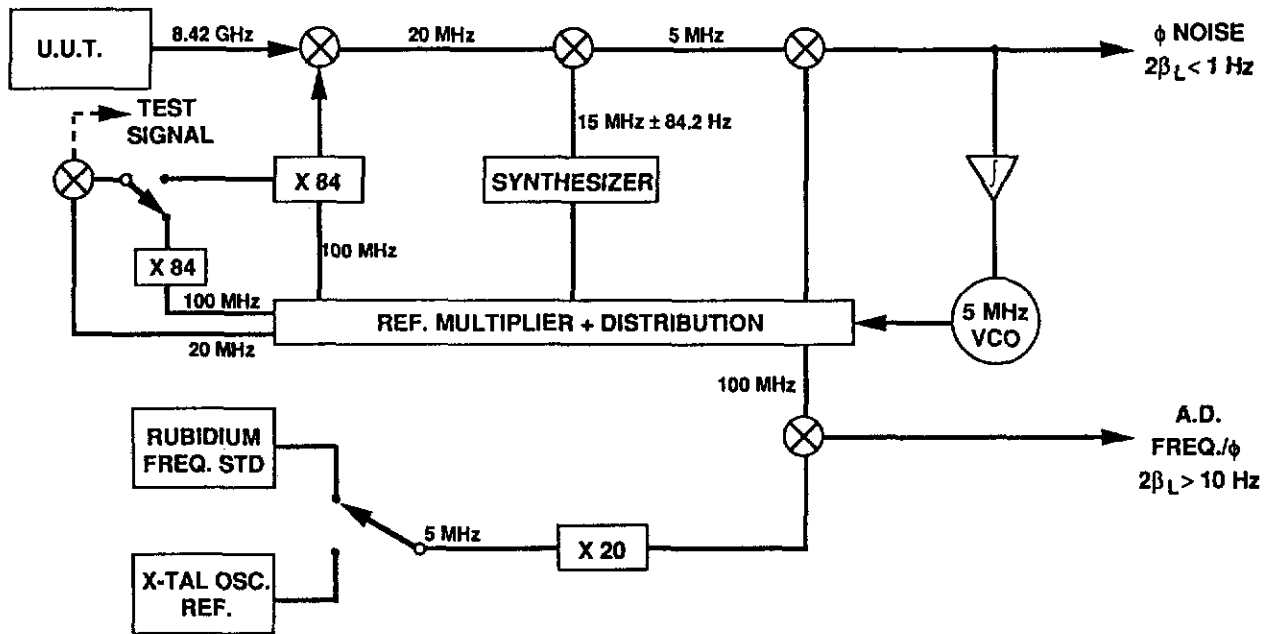 U.U.T.
8.42 GHz
20 MHz
5 MHz
ϕ NOISE
2βL < 1 Hz
TEST
SIGNAL
15 MHz ± 84.2 Hz
X 84
SYNTHESIZER
∫
100 MHz
X 84
100 MHz
REF. MULTIPLIER + DISTRIBUTION
5 MHz
VCO
20 MHz
100 MHz
RUBIDIUM
FREQ. STD
A.D.
FREQ./ϕ
2βL > 10 Hz
5 MHz
X 20
X-TAL OSC.
REF.